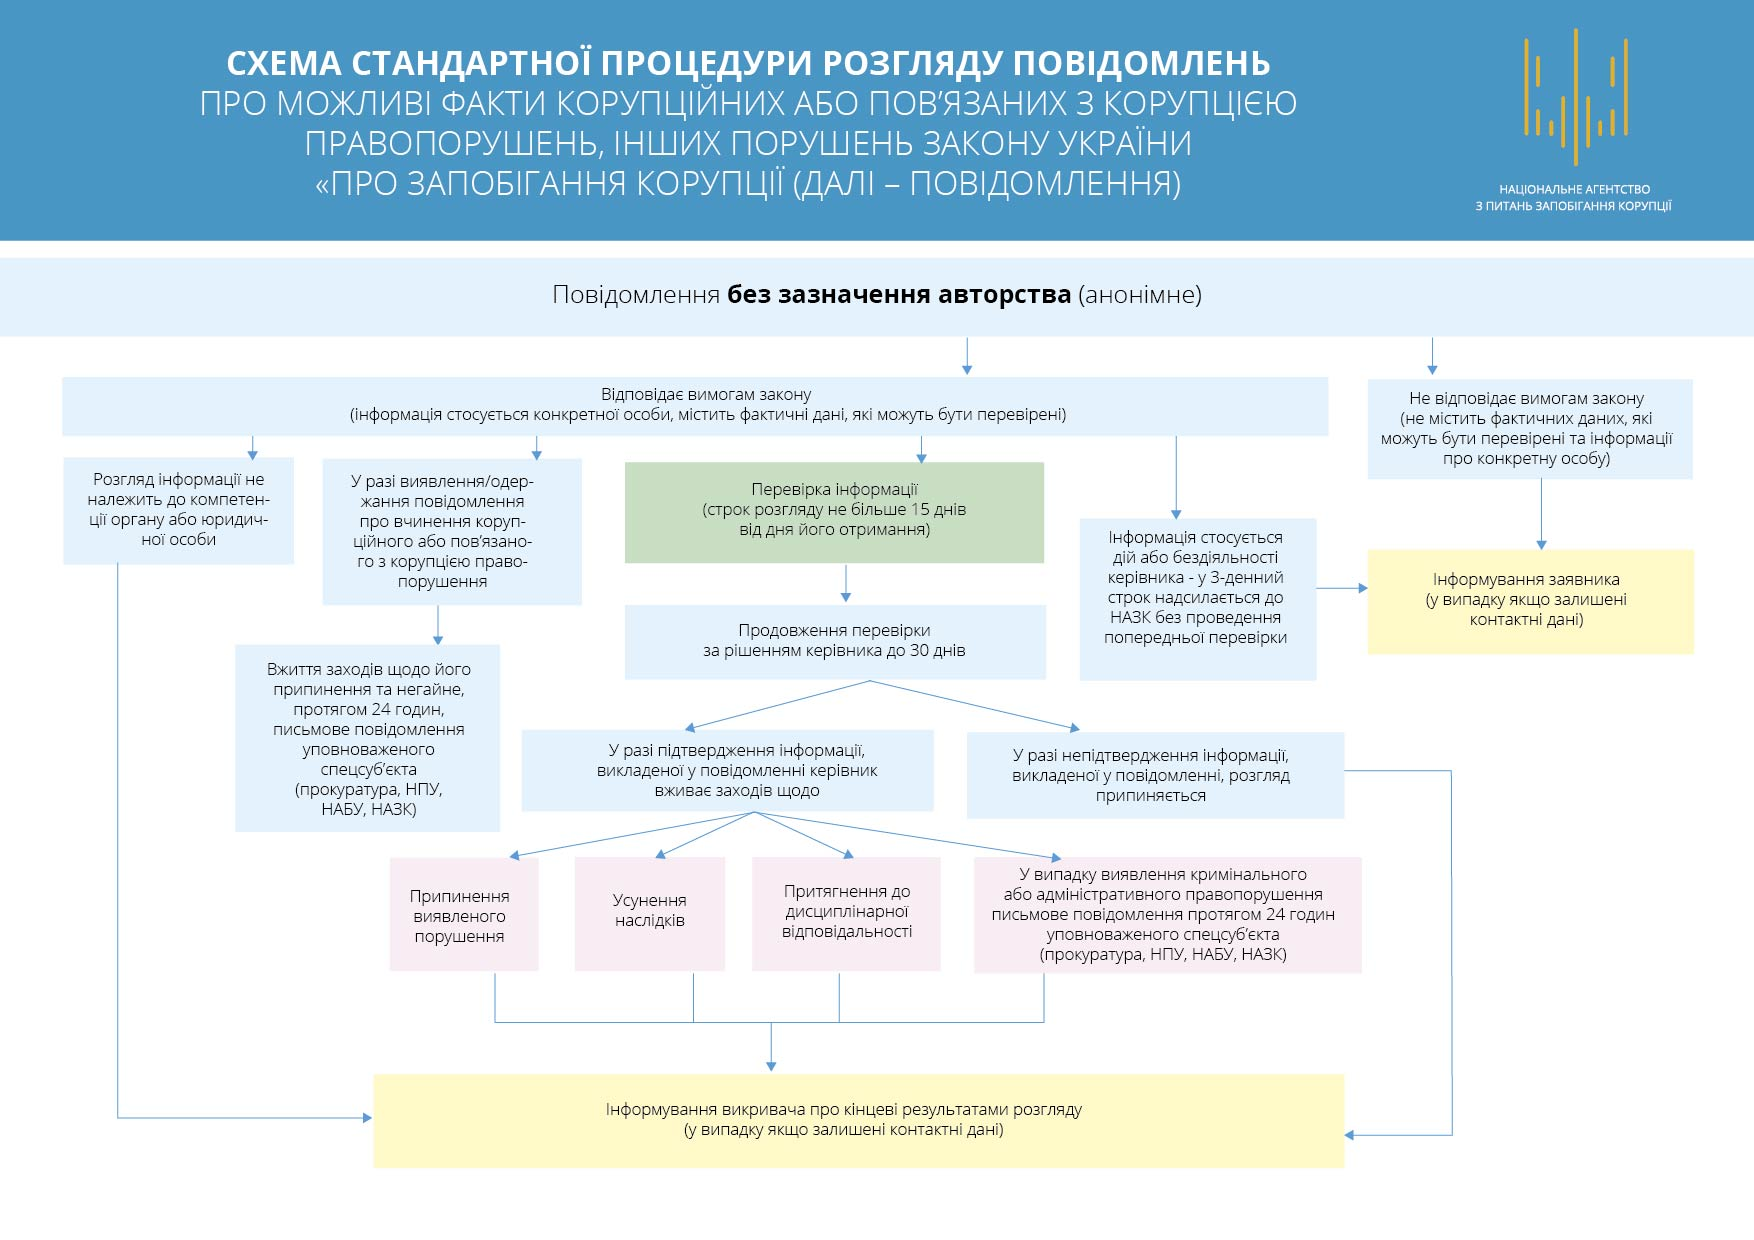 СХЕМА СТАНДАРТНОЇ ПРОЦЕДУРИ РОЗГЛЯДУ ПОВІДОМЛЕНЬ
ПРО МОЖЛИВІ ФАКТИ КОРУПЦІЙНИХ АБО ПОВ’ЯЗАНИХ З КОРУПЦІЄЮ
ПРАВОПОРУШЕНЬ, ІНШИХ ПОРУШЕНЬ ЗАКОНУ УКРАЇНИ
«ПРО ЗАПОБІГАННЯ КОРУПЦІЇ (ДАЛІ – ПОВІДОМЛЕННЯ)
НАЦІОНАЛЬНЕ АГЕНТСТВО
З ПИТАНЬ ЗАПОБІГАННЯ КОРУПЦІЇ
Повідомлення без зазначення авторства (анонімне)
Відповідає вимогам закону
(інформація стосується конкретної особи, містить фактичні дані, які можуть бути перевірені)
Не відповідає вимогам закону
(не містить фактичних даних, які
можуть бути перевірені та інформації
про конкретну особу)
Розгляд інформації не
належить до компетен-
ції органу або юридич-
ної особи
У разі виявлення/одер-
жання повідомлення
про вчинення коруп-
ційного або пов’язано-
го з корупцією право-
порушення
Перевірка інформації
(строк розгляду не більше 15 днів
від дня його отримання)
Інформація стосується
дій або бездіяльності
керівника - у 3-денний
строк надсилається до
НАЗК без проведення
попередньої перевірки
Інформування заявника
(у випадку якщо залишені
контактні дані)
Продовження перевірки
за рішенням керівника до 30 днів
Вжиття заходів щодо його
припинення та негайне,
протягом 24 годин,
письмове повідомлення
уповноваженого
спецсуб’єкта
(прокуратура, НПУ,
НАБУ, НАЗК)
У разі підтвердження інформації,
викладеної у повідомленні керівник
вживає заходів щодо
У разі непідтвердження інформації,
викладеної у повідомленні, розгляд
припиняється
Припинення
виявленого
порушення
Усунення
наслідків
Притягнення до
дисциплінарної
відповідальності
У випадку виявлення кримінального
або адміністративного правопорушення
письмове повідомлення протягом 24 годин
уповноваженого спецсуб’єкта
(прокуратура, НПУ, НАБУ, НАЗК)
Інформування викривача про кінцеві результатами розгляду
(у випадку якщо залишені контактні дані)